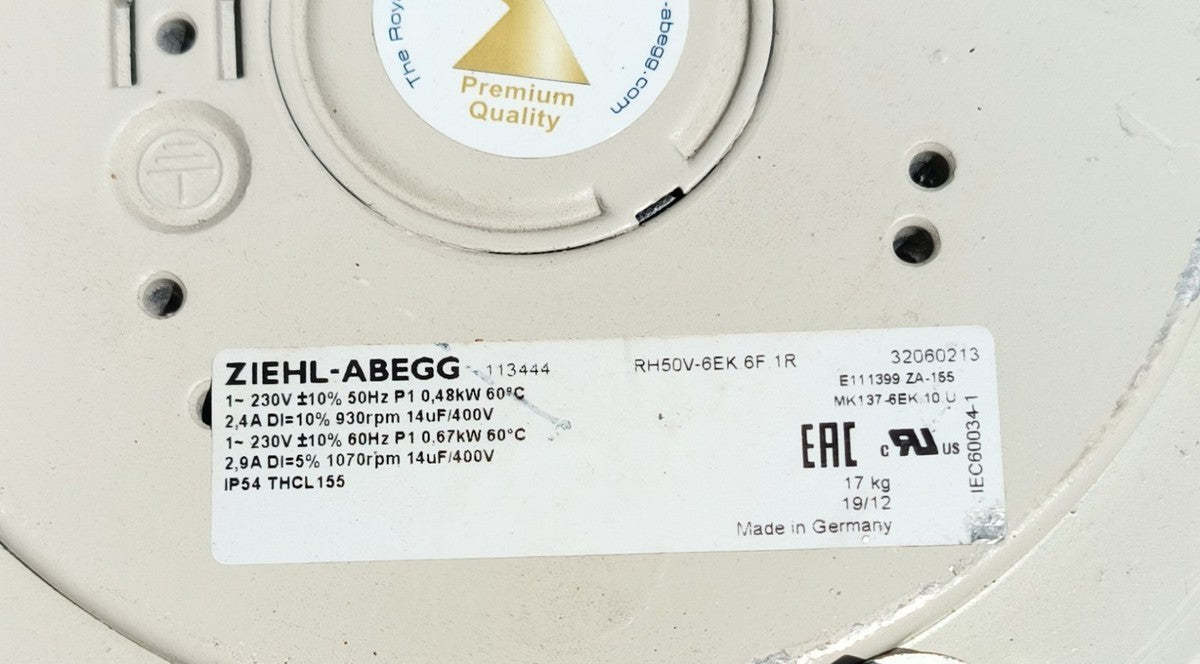 The Roya
-abegg.com
Premium
Quality
ZIEHL-ABEGG 113444 RH50V-6EK.6F.1R 32060213
1~ 230V ±10% 50Hz P1 0,48kW 60°C E111399 ZA-155
2,4A DI=10% 930rpm 14uF/400V MK137-6EK.10.U
1~ 230V ±10% 60Hz P1 0,67kW 60°C
2,9A DI=5% 1070rpm 14uF/400V
IP54 THCL155
EAC c RU US
IEC60034-1
17 kg
19/12
Made in Germany